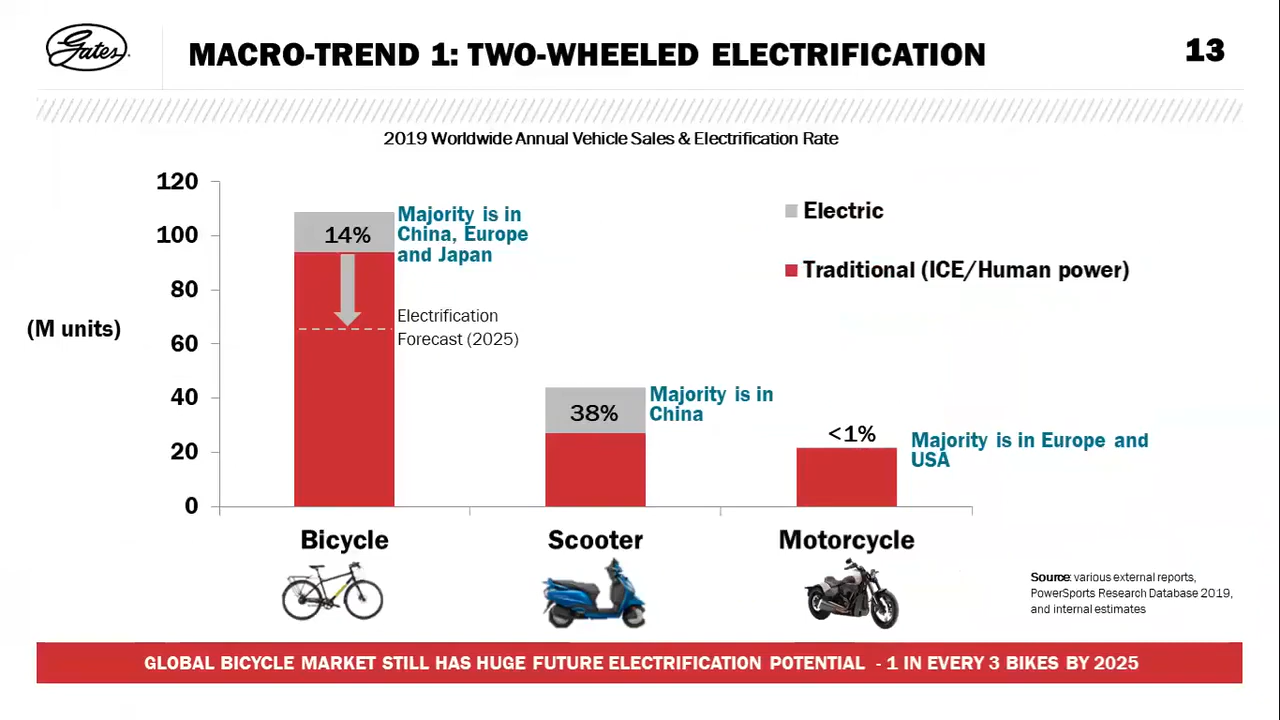 Gates
MACRO-TREND 1: TWO-WHEELED ELECTRIFICATION
13
2019 Worldwide Annual Vehicle Sales & Electrification Rate
120
100
80
60
40
20
0
(M units)
14%
Majority is in
China, Europe
and Japan
Electrification
Forecast (2025)
38%
Majority is in
China
<1%
Majority is in Europe and
USA
Electric
Traditional (ICE/Human power)
Bicycle
Scooter
Motorcycle
Source: various external reports,
PowerSports Research Database 2019,
and internal estimates
GLOBAL BICYCLE MARKET STILL HAS HUGE FUTURE ELECTRIFICATION POTENTIAL - 1 IN EVERY 3 BIKES BY 2025